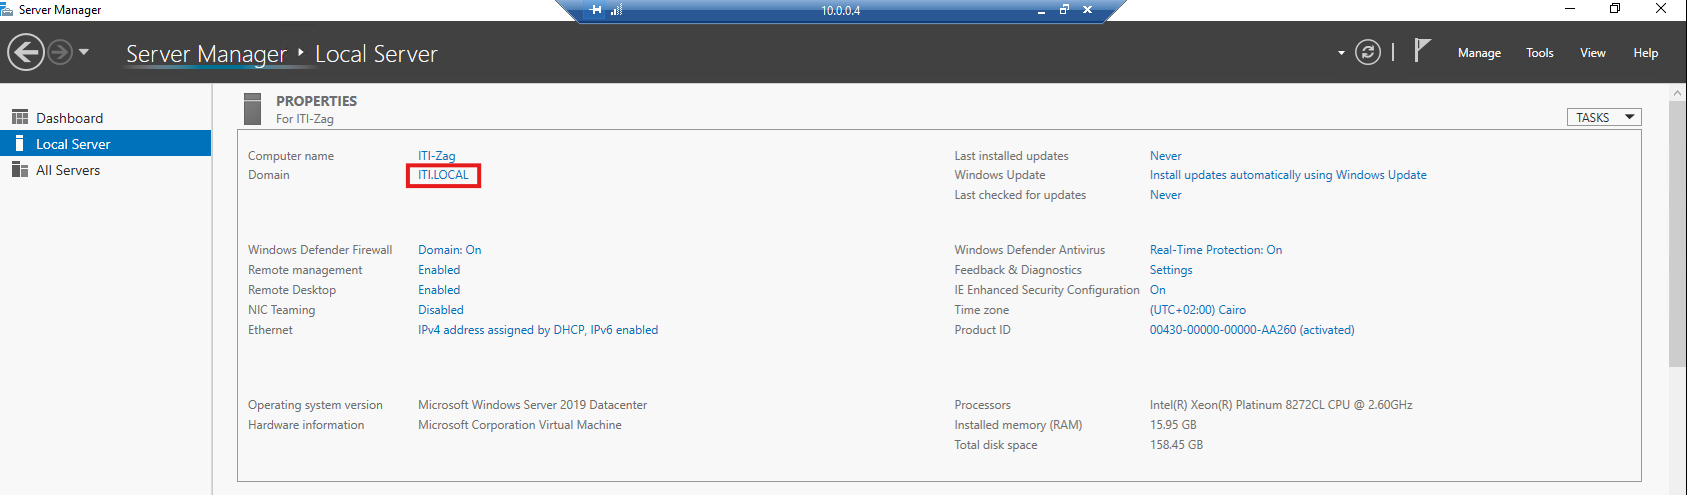 Server Manager
10.0.0.4
Server Manager Local Server
Manage Tools View Help
Dashboard
Local Server
All Servers
PROPERTIES
For ITI-Zag
TASKS
Computer name ITI-Zag
Domain ITI.LOCAL
Last installed updates Never
Windows Update Install updates automatically using Windows Update
Last checked for updates Never
Windows Defender Firewall Domain: On
Remote management Enabled
Remote Desktop Enabled
NIC Teaming Disabled
Ethernet IPv4 address assigned by DHCP, IPv6 enabled
Windows Defender Antivirus Real-Time Protection: On
Feedback & Diagnostics Settings
IE Enhanced Security Configuration On
Time zone (UTC+02:00) Cairo
Product ID 00430-00000-00000-AA260 (activated)
Operating system version Microsoft Windows Server 2019 Datacenter
Hardware information Microsoft Corporation Virtual Machine
Processors Intel(R) Xeon(R) Platinum 8272CL CPU @ 2.60GHz
Installed memory (RAM) 15.95 GB
Total disk space 158.45 GB